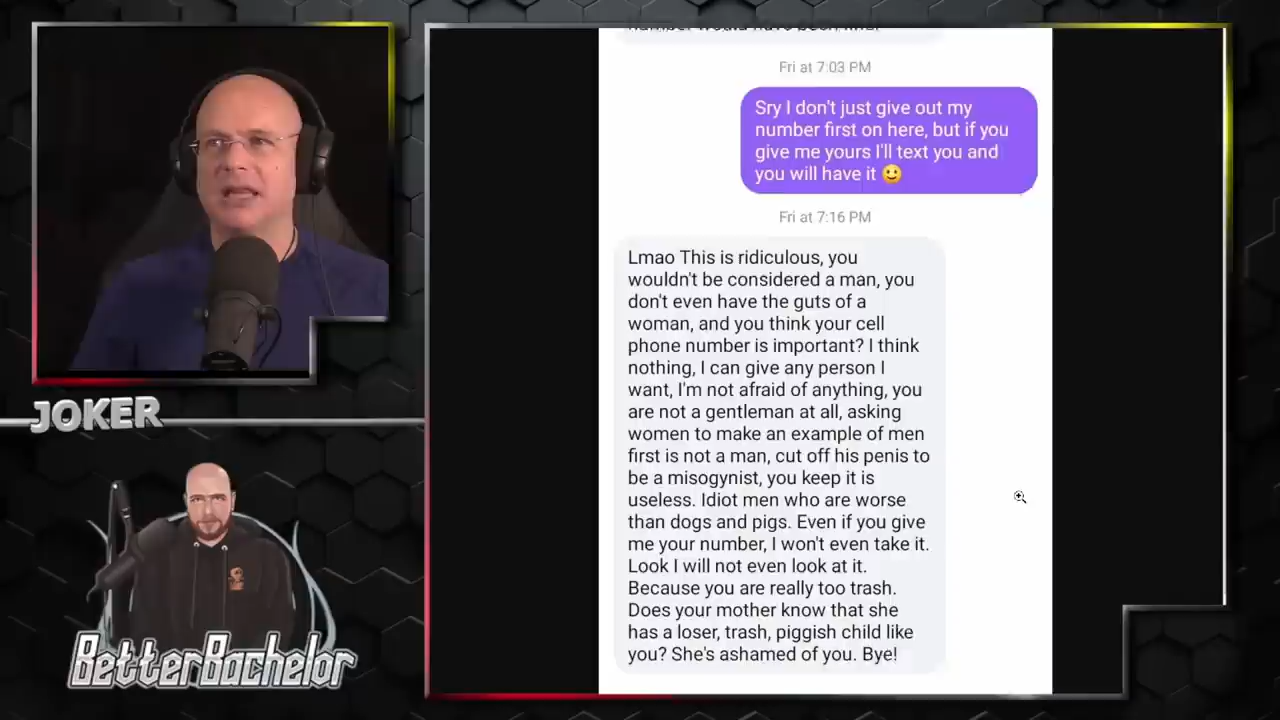 Fri at 7:03 PM
Sry I don't just give out my
number first on here, but if you
give me yours I'll text you and
you will have it 🙂
Fri at 7:16 PM
Lmao This is ridiculous, you
wouldn't be considered a man, you
don't even have the guts of a
woman, and you think your cell
phone number is important? I think
nothing, I can give any person I
want, I'm not afraid of anything, you
are not a gentleman at all, asking
women to make an example of men
first is not a man, cut off his penis to
be a misogynist, you keep it is
useless. Idiot men who are worse
than dogs and pigs. Even if you give
me your number, I won't even take it.
Look I will not even look at it.
Because you are really too trash.
Does your mother know that she
has a loser, trash, piggish child like
you? She's ashamed of you. Bye!
JOKER
BetterBachelor